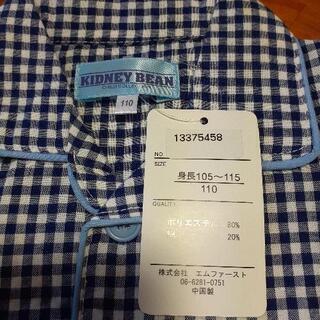 KIDNEY BEAN
110
13375458
NO
SIZE
身長105～115
110
QUALITY
ポリエステル 80%
20%
株式会社 エムファースト
06-6281-0751
中国製